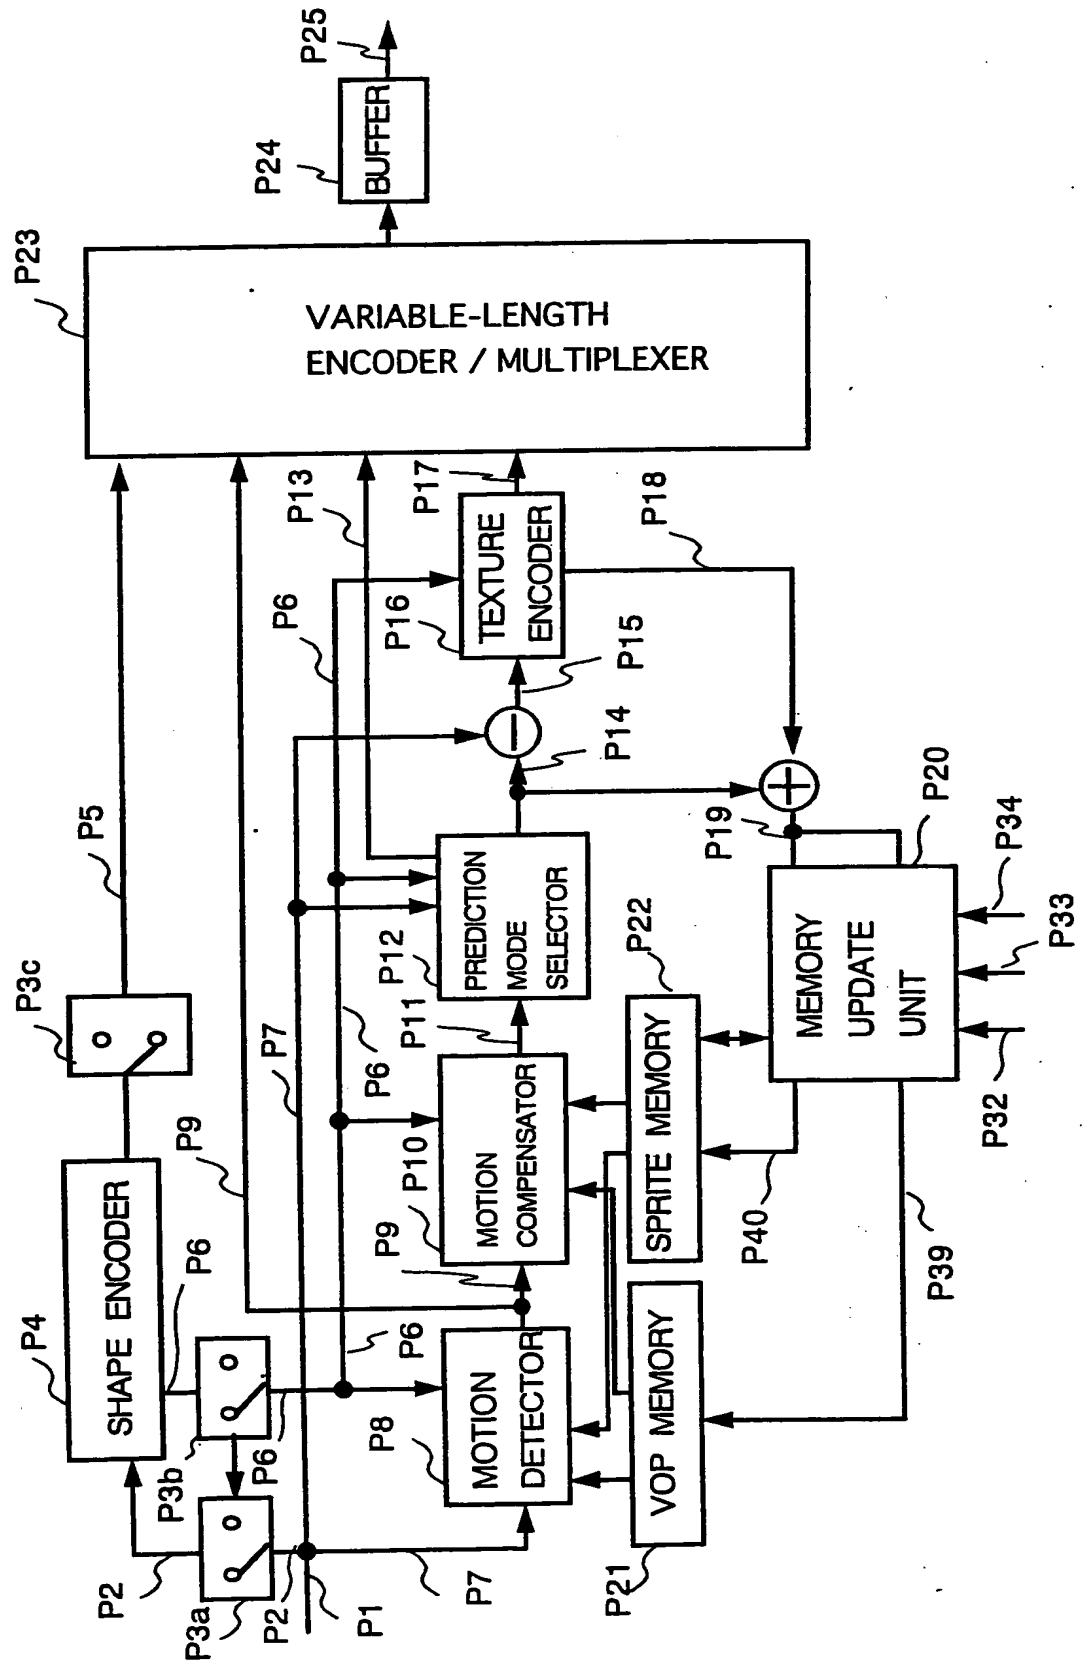 P1
P2
P3a
P2
P3b
P6
P4
SHAPE ENCODER
P6
P3c
P5
P7
P7
P8
MOTION
DETECTOR
P6
P9
P9
P10
MOTION
COMPENSATOR
P6
P11
P12
PREDICTION
MODE
SELECTOR
P6
P13
P14
P15
P16
TEXTURE
ENCODER
P17
P18
P19
P20
MEMORY
UPDATE
UNIT
P21
VOP MEMORY
P22
SPRITE MEMORY
P32
P33
P34
P39
P40
P23
VARIABLE-LENGTH
ENCODER / MULTIPLEXER
P24
BUFFER
P25